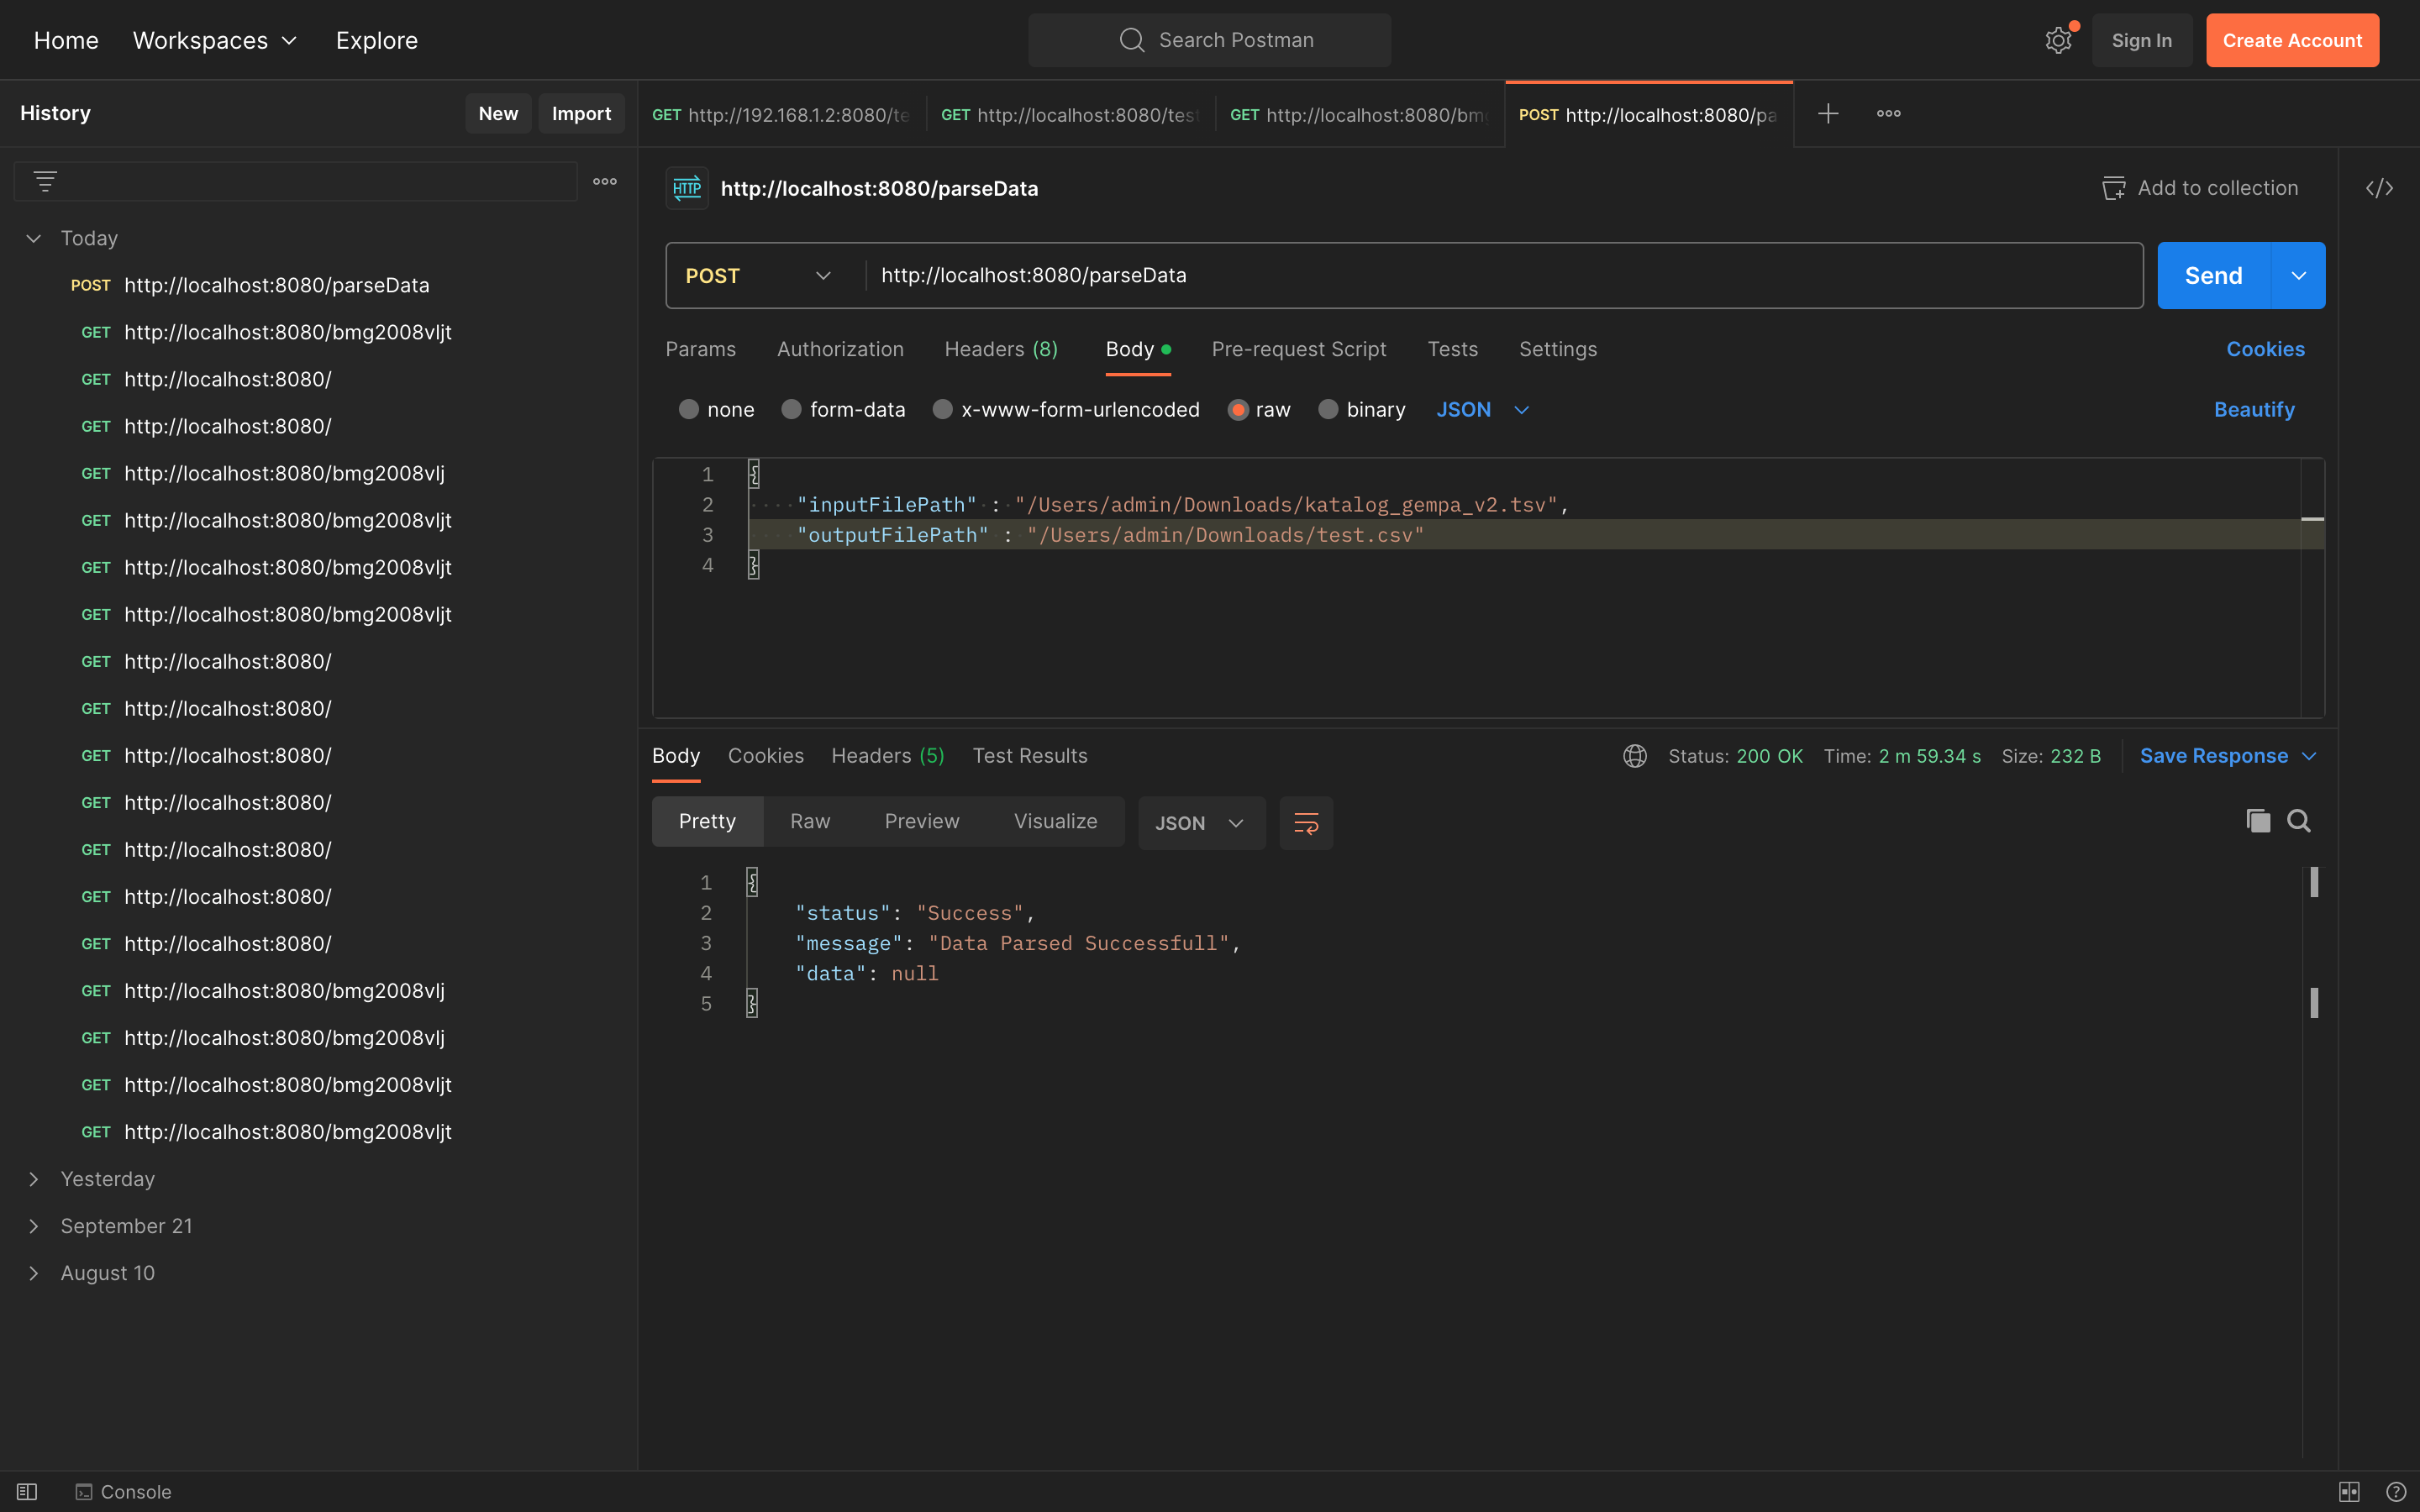 Home Workspaces Explore Search Postman Sign In Create Account
History New Import
GET http://192.168.1.2:8080/te GET http://localhost:8080/test GET http://localhost:8080/bm POST http://localhost:8080/pa
HTTP http://localhost:8080/parseData Add to collection </>
POST http://localhost:8080/parseData Send
Params Authorization Headers (8) Body Pre-request Script Tests Settings Cookies
none form-data x-www-form-urlencoded raw binary JSON Beautify
1 {
2 "inputFilePath" : "/Users/admin/Downloads/katalog_gempa_v2.tsv",
3 "outputFilePath" : "/Users/admin/Downloads/test.csv"
4 }
Today
POST http://localhost:8080/parseData
GET http://localhost:8080/bmg2008vljt
GET http://localhost:8080/
GET http://localhost:8080/
GET http://localhost:8080/bmg2008vlj
GET http://localhost:8080/bmg2008vljt
GET http://localhost:8080/bmg2008vljt
GET http://localhost:8080/bmg2008vljt
GET http://localhost:8080/
GET http://localhost:8080/
GET http://localhost:8080/
GET http://localhost:8080/
GET http://localhost:8080/
GET http://localhost:8080/
GET http://localhost:8080/
GET http://localhost:8080/bmg2008vlj
GET http://localhost:8080/bmg2008vlj
GET http://localhost:8080/bmg2008vljt
GET http://localhost:8080/bmg2008vljt
Yesterday
September 21
August 10
Body Cookies Headers (5) Test Results Status: 200 OK Time: 2 m 59.34 s Size: 232 B Save Response
Pretty Raw Preview Visualize JSON
1 {
2 "status": "Success",
3 "message": "Data Parsed Successfull",
4 "data": null
5 }
Console